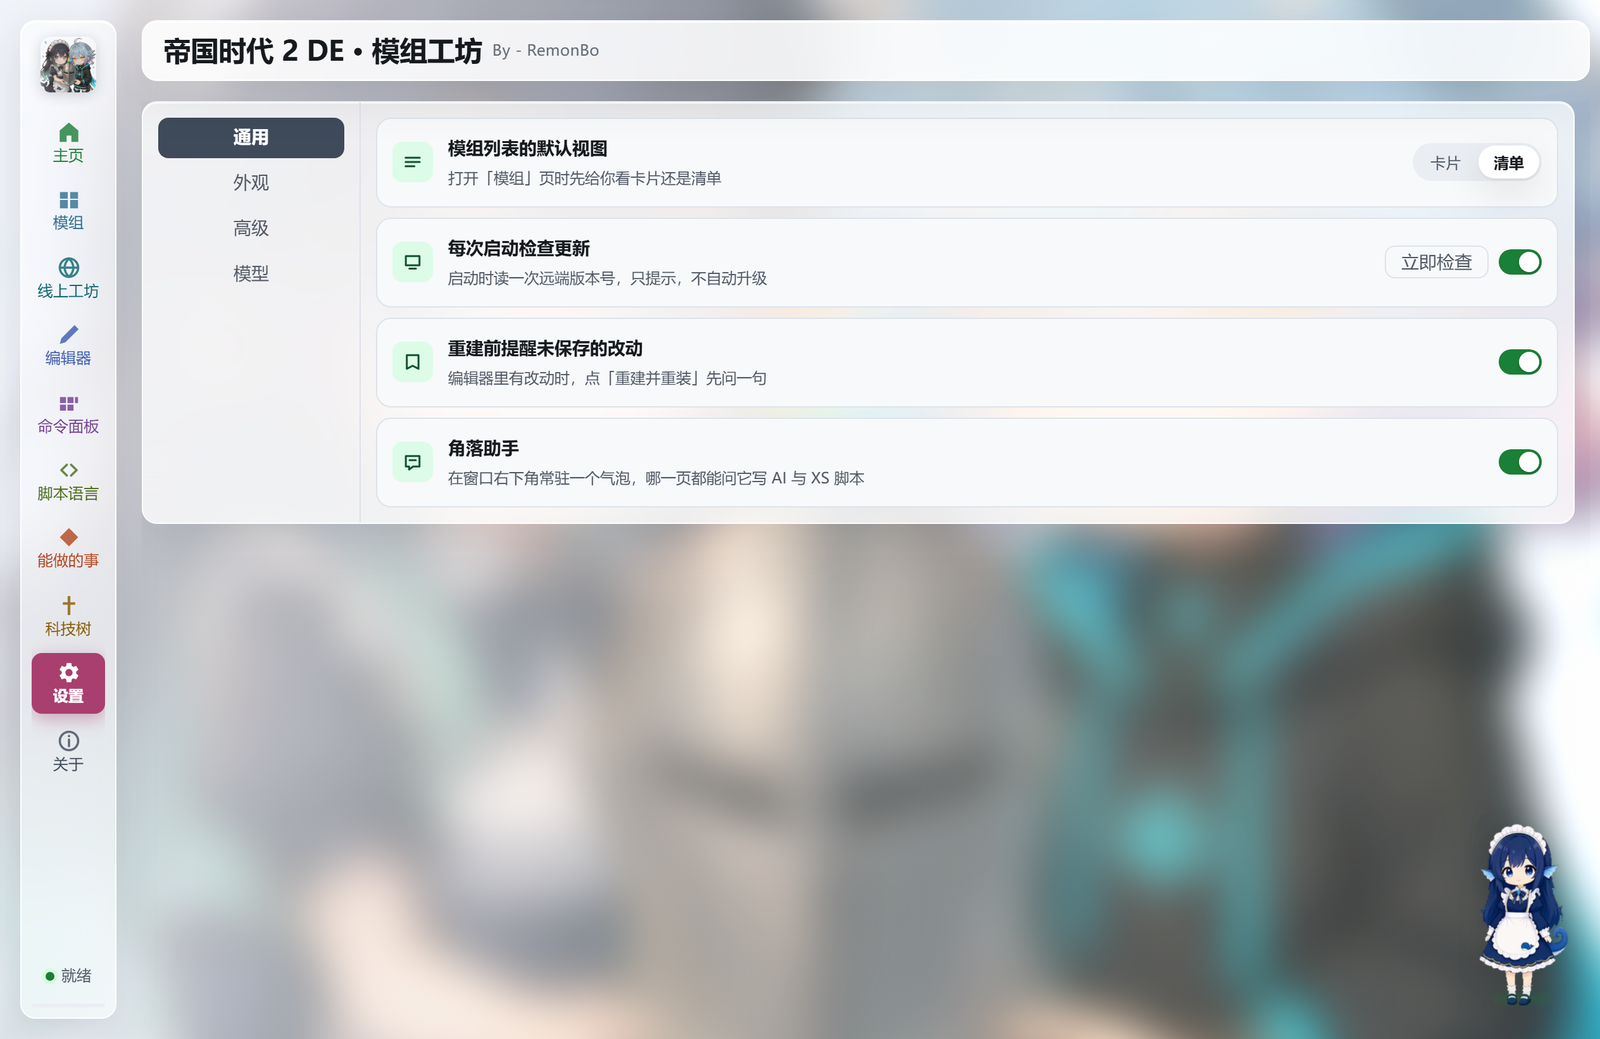 帝国时代 2 DE • 模组工坊 By - RemonBo
主页
模组
线上工坊
编辑器
命令面板
脚本语言
能做的事
科技树
设置
关于
就绪
通用
外观
高级
模型
模组列表的默认视图
打开「模组」页时先给你看卡片还是清单
卡片 清单
每次启动检查更新
启动时读一次远端版本号，只提示，不自动升级
立即检查
重建前提醒未保存的改动
编辑器里有改动时，点「重建并重装」先问一句
角落助手
在窗口右下角常驻一个气泡，哪一页都能问它写 AI 与 XS 脚本